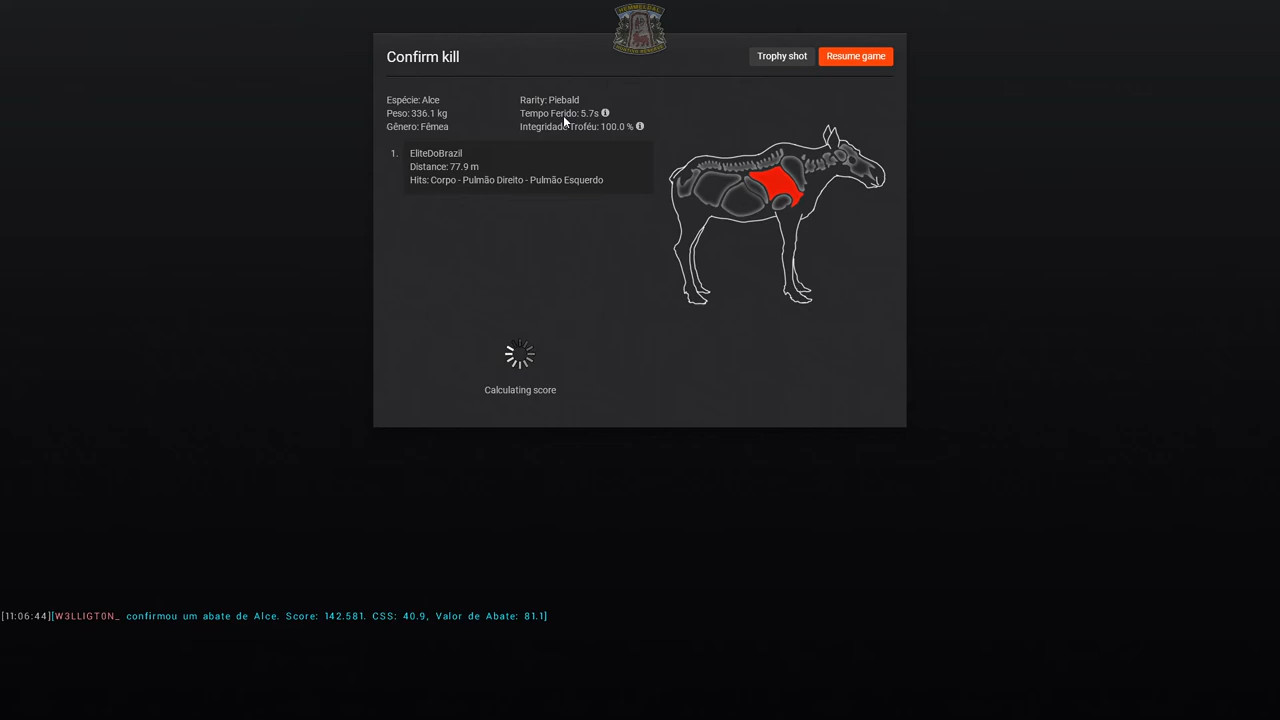 HEMMELDAL
HUNTING RESERVE
Confirm kill
Trophy shot
Resume game
Espécie: Alce
Rarity: Piebald
Peso: 336.1 kg
Tempo Ferido: 5.7s
Gênero: Fêmea
Integridade Troféu: 100.0 %
1.
EliteDoBrazil
Distance: 77.9 m
Hits: Corpo - Pulmão Direito - Pulmão Esquerdo
Calculating score
[11:06:44][W3LLIGT0N_ confirmou um abate de Alce. Score: 142.581. CSS: 40.9, Valor de Abate: 81.1]